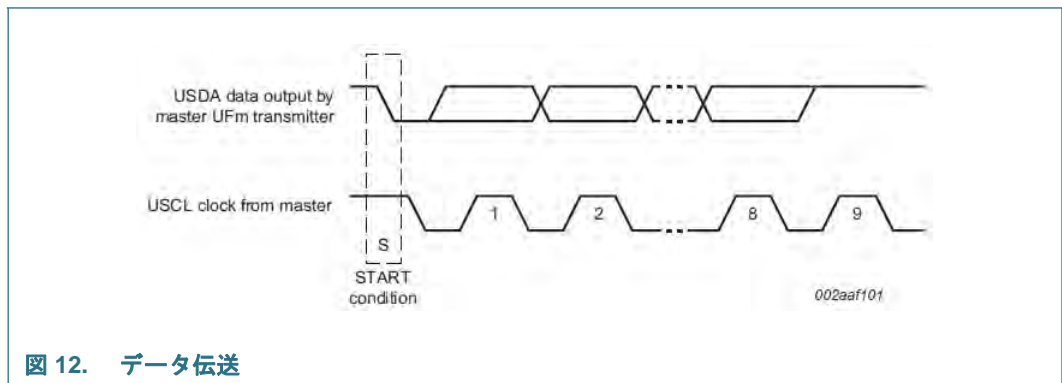 USDA data output by
master UFm transmitter
USCL clock from master
1
2
8
9
S
START
condition
002aaf101
図 12. データ伝送